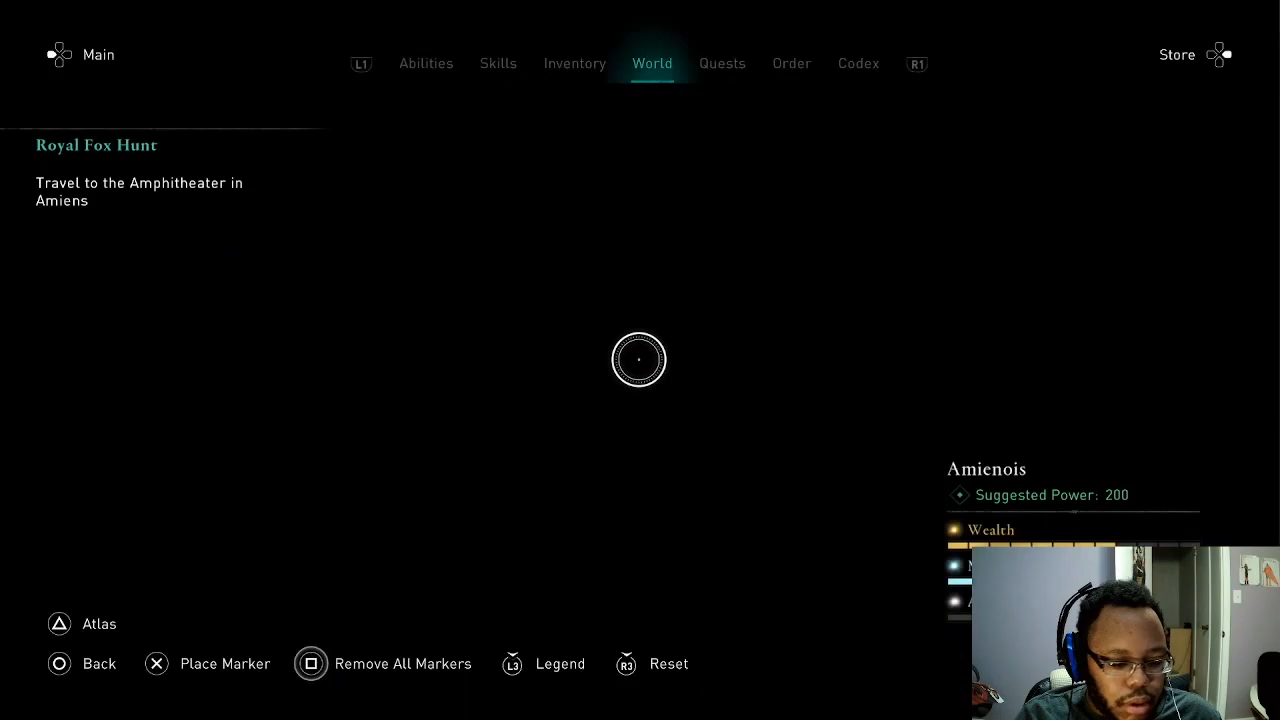 Main
L1 Abilities Skills Inventory World Quests Order Codex R1
Store
Royal Fox Hunt
Travel to the Amphitheater in
Amiens
Amienois
Suggested Power: 200
Wealth
Atlas
Back Place Marker Remove All Markers L3 Legend R3 Reset